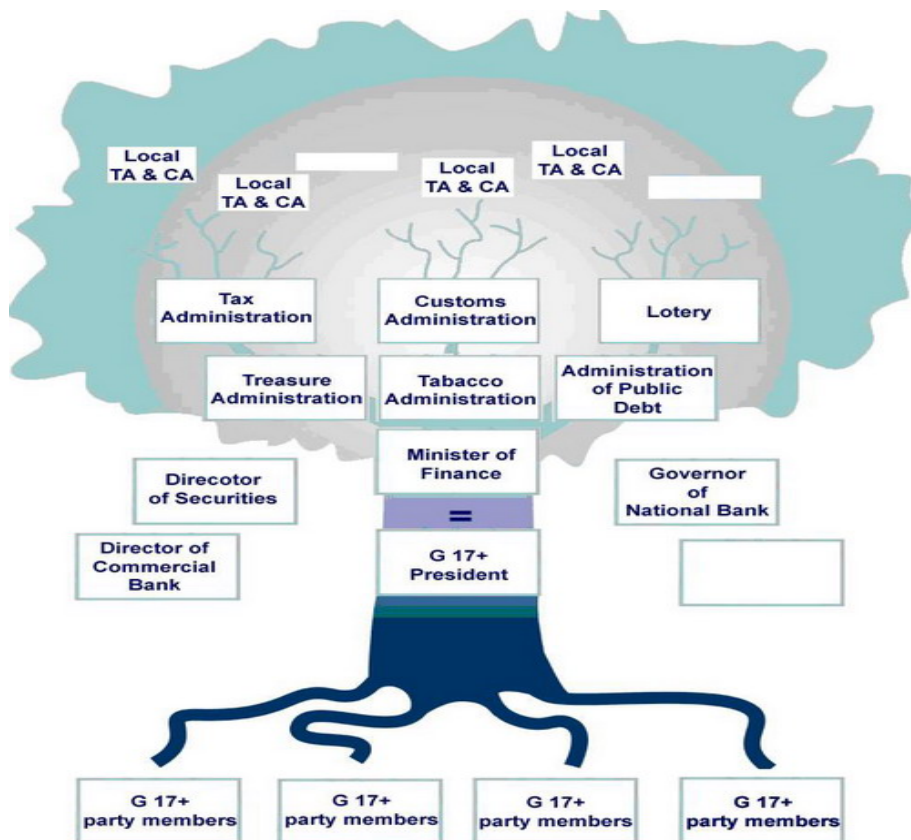 Local
TA & CA
Local
TA & CA
Local
TA & CA
Local
TA & CA
Tax
Administration
Customs
Administration
Lotery
Treasure
Administration
Tabacco
Administration
Administration
of Public
Debt
Minister of
Finance
Direcotor
of Securities
Governor
of
National Bank
=
Director of
Commercial
Bank
G 17+
President
G 17+
party members
G 17+
party members
G 17+
party members
G 17+
party members